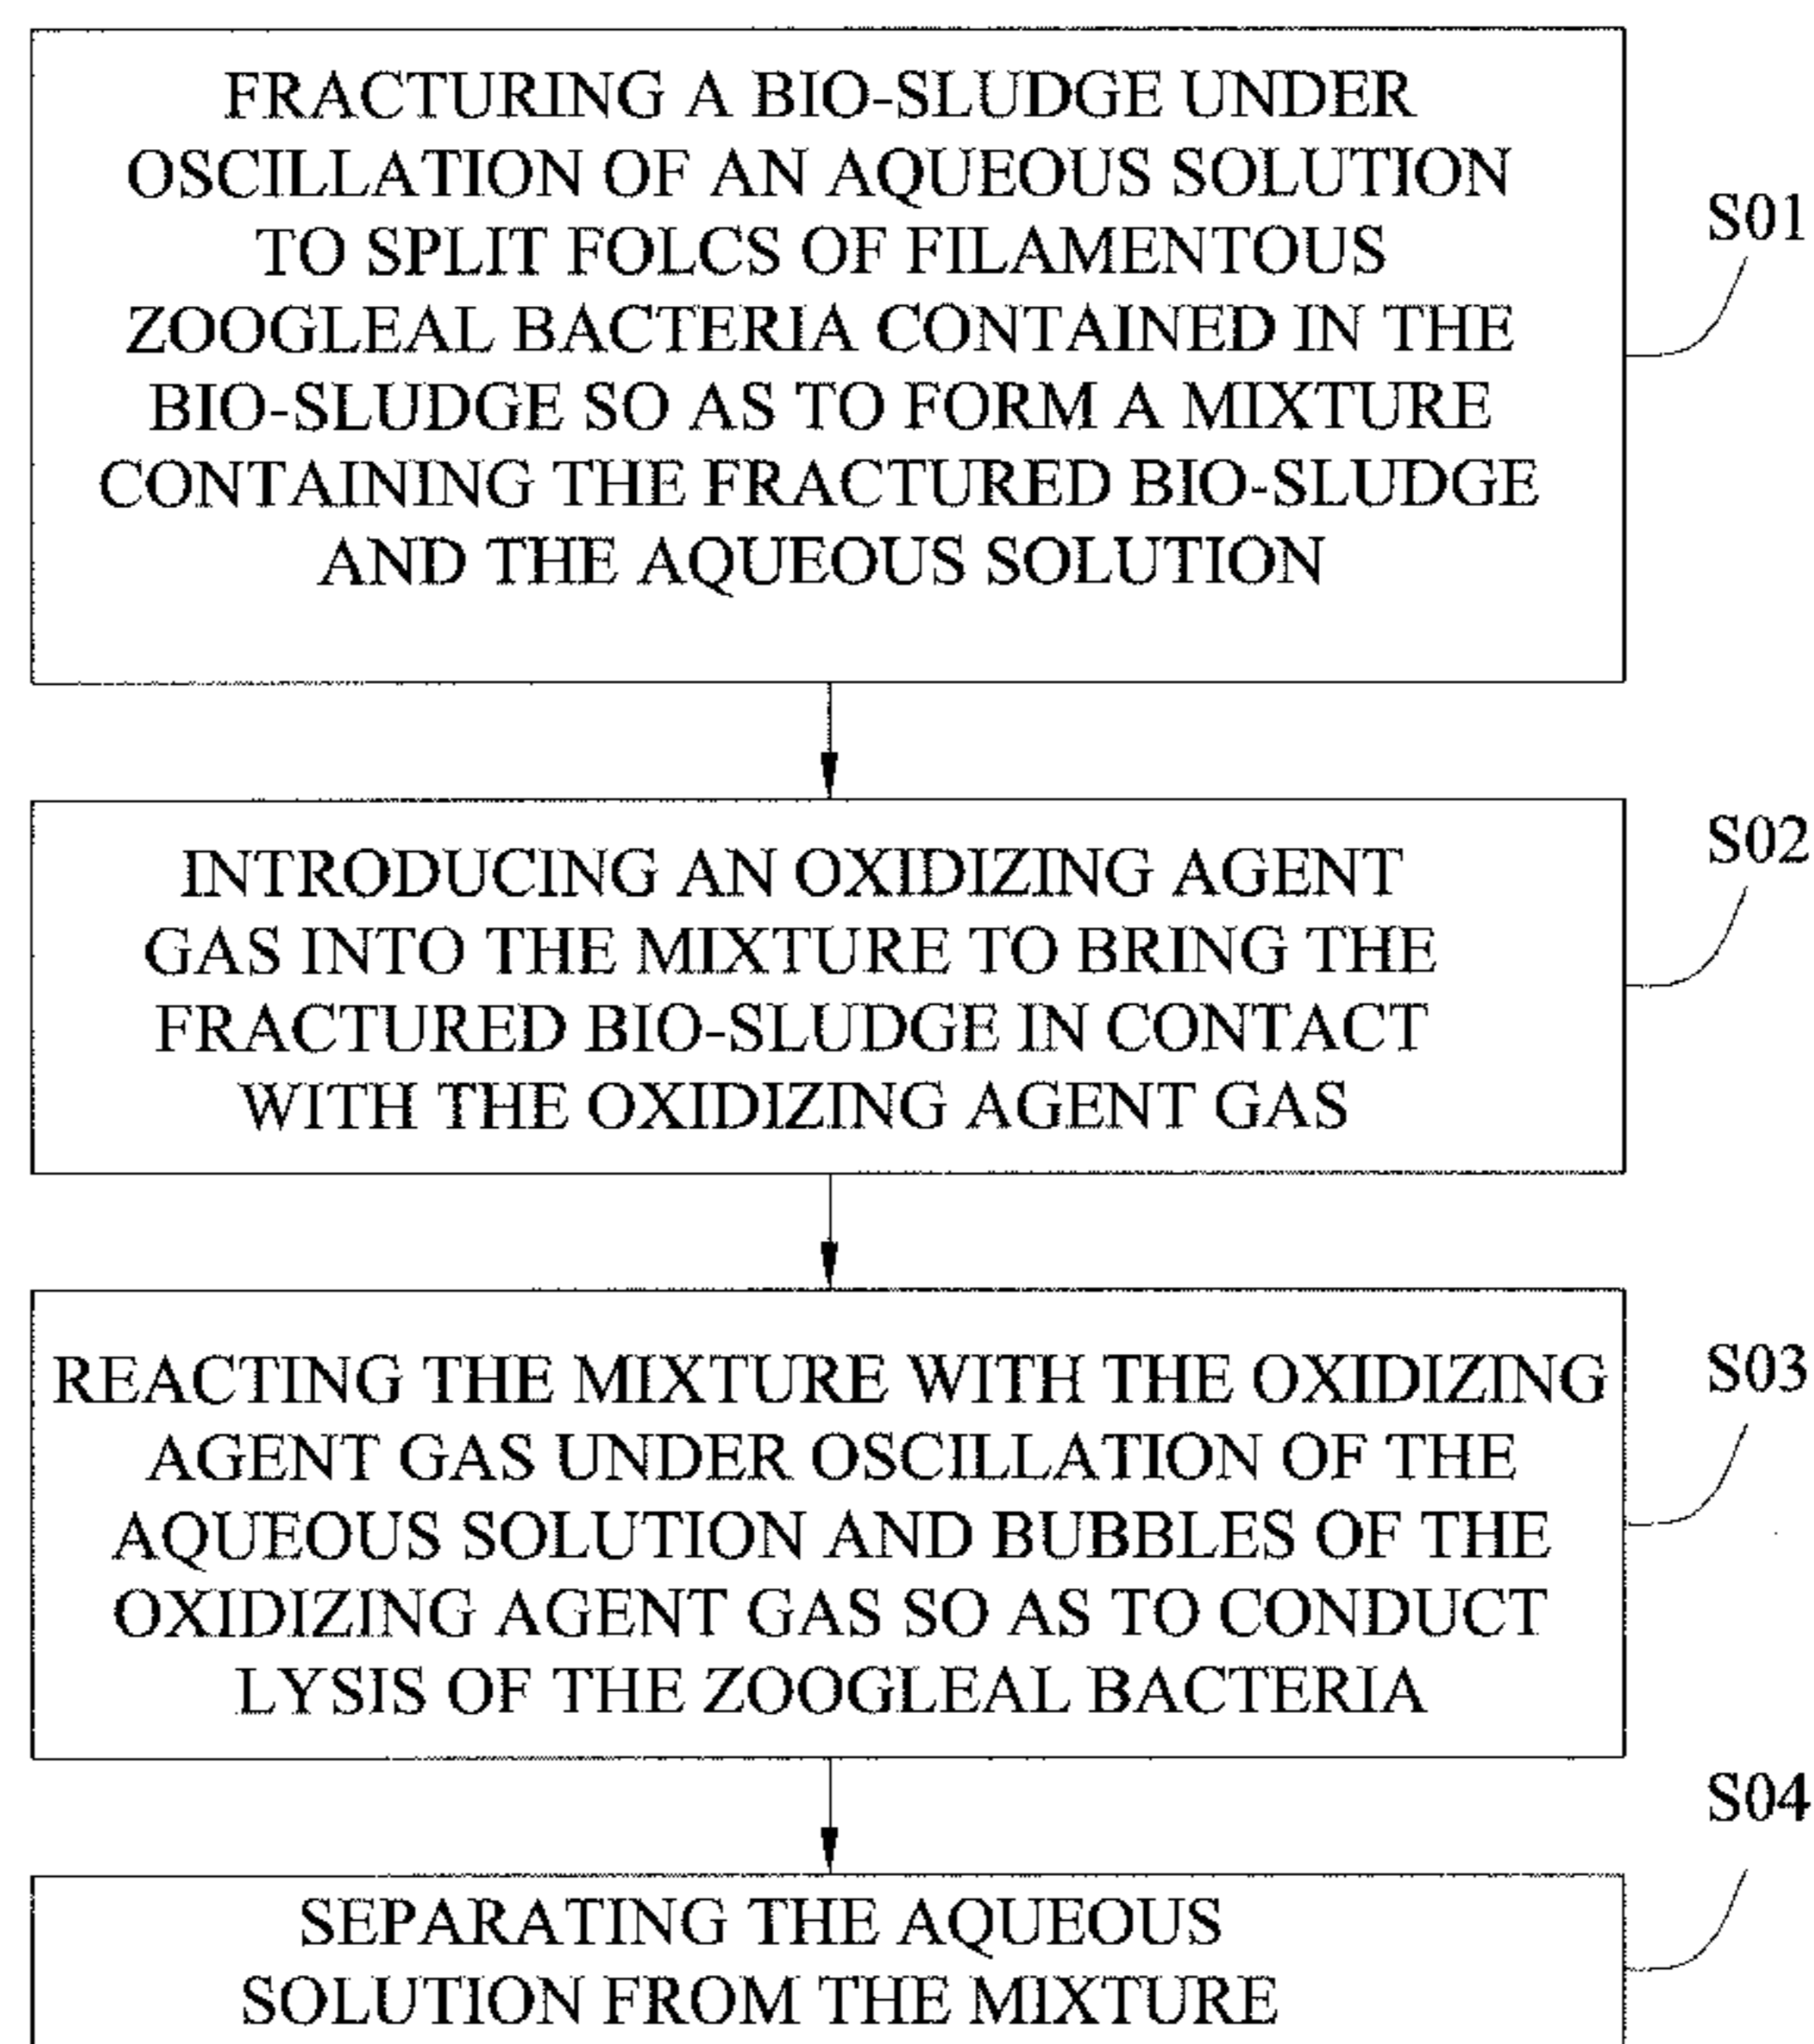 FRACTURING A BIO-SLUDGE UNDER
OSCILLATION OF AN AQUEOUS SOLUTION
TO SPLIT FOLCS OF FILAMENTOUS
ZOOGLEAL BACTERIA CONTAINED IN THE
BIO-SLUDGE SO AS TO FORM A MIXTURE
CONTAINING THE FRACTURED BIO-SLUDGE
AND THE AQUEOUS SOLUTION
S01
INTRODUCING AN OXIDIZING AGENT
GAS INTO THE MIXTURE TO BRING THE
FRACTURED BIO-SLUDGE IN CONTACT
WITH THE OXIDIZING AGENT GAS
S02
REACTING THE MIXTURE WITH THE OXIDIZING
AGENT GAS UNDER OSCILLATION OF THE
AQUEOUS SOLUTION AND BUBBLES OF THE
OXIDIZING AGENT GAS SO AS TO CONDUCT
LYSIS OF THE ZOOGLEAL BACTERIA
S03
SEPARATING THE AQUEOUS
SOLUTION FROM THE MIXTURE
S04